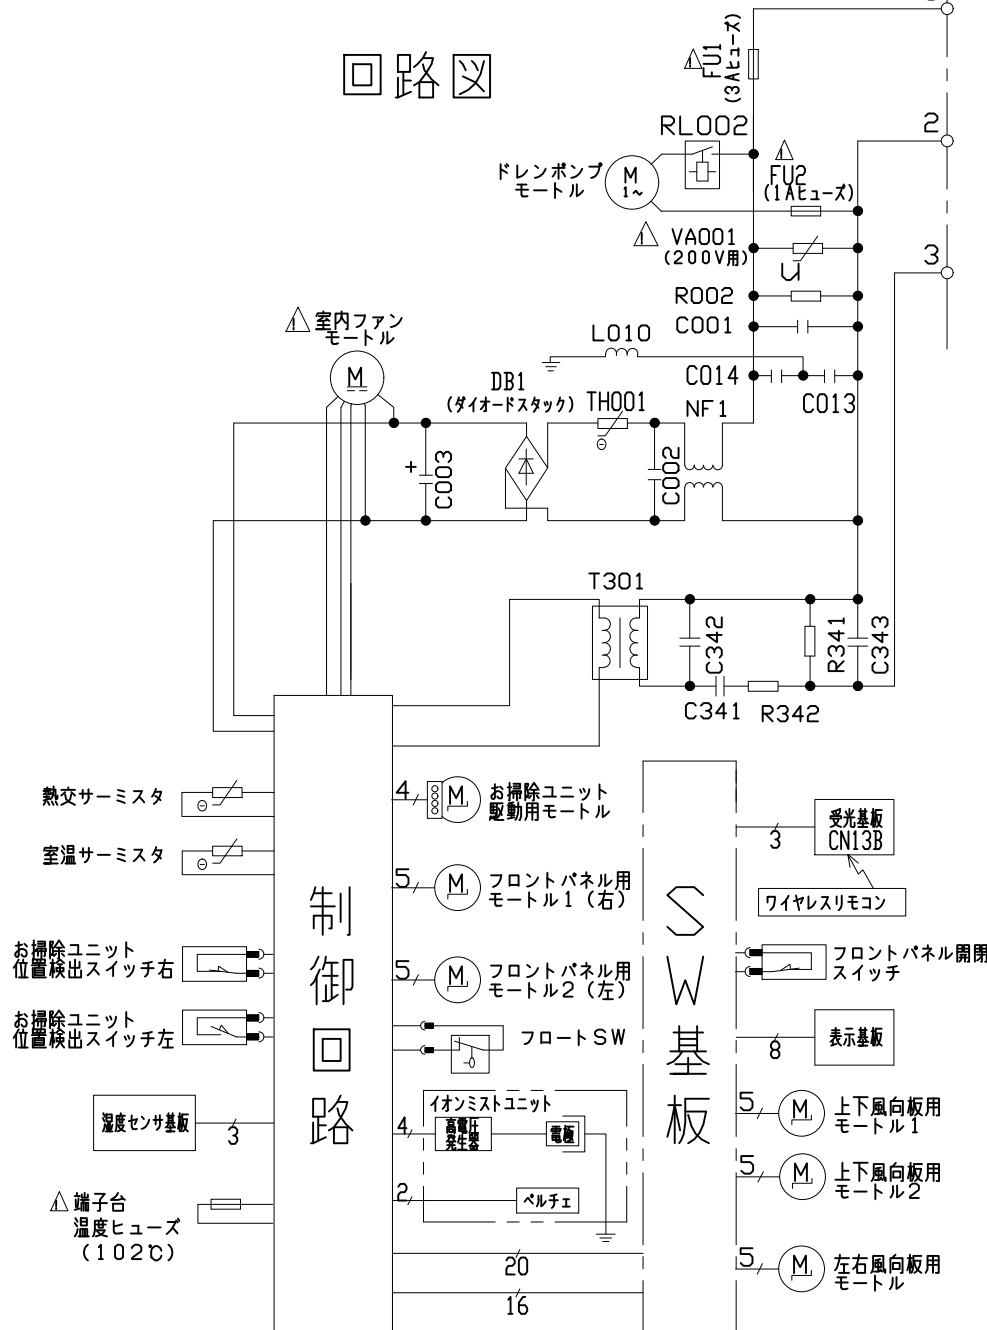 回路図
FU1
(3Aヒューズ)
RL002
2
ドレンポンプ
モートル
M
1~
FU2
(1Aヒューズ)
VA001
(200V用)
U
3
R002
C001
室内ファン
モートル
M
L010
C014
C013
DB1
(ダイオードスタック)
TH001
NF1
+
C003
C002
T301
C342
R341
C343
C341
R342
熱交サーミスタ
室温サーミスタ
お掃除ユニット
位置検出スイッチ右
お掃除ユニット
位置検出スイッチ左
湿度センサ基板
3
端子台
温度ヒューズ
(102℃)
制御回路
4
M
お掃除ユニット
駆動用モートル
5
M
フロントパネル用
モートル1(右)
5
M
フロントパネル用
モートル2(左)
フロートSW
イオンミストユニット
4
高電圧
発生器
電極
2
ペルチェ
20
16
SW基板
3
受光基板
CN13B
ワイヤレスリモコン
フロントパネル開閉
スイッチ
8
表示基板
5
M
上下風向板用
モートル1
5
M
上下風向板用
モートル2
5
M
左右風向板用
モートル